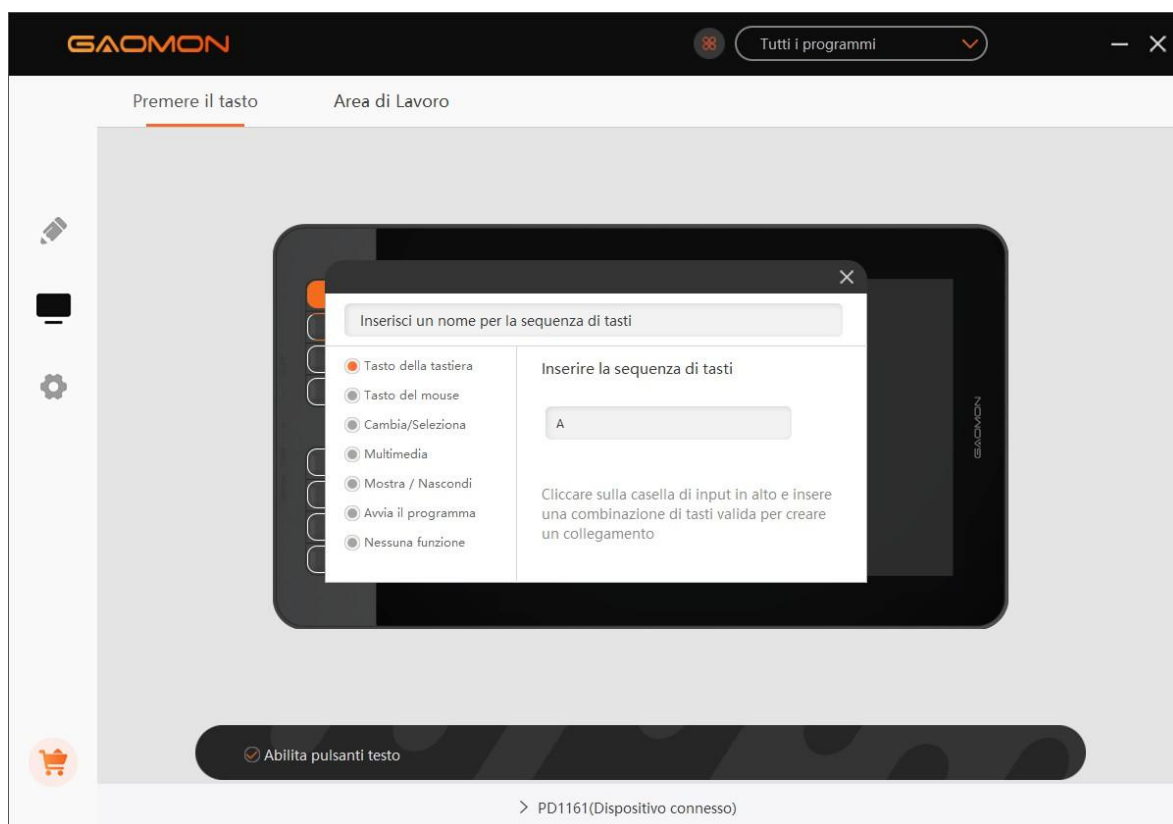 GAOMON
Tutti i programmi
Premere il tasto
Area di Lavoro
Inserisci un nome per la sequenza di tasti
Tasto della tastiera
Tasto del mouse
Cambia/Seleziona
Multimedia
Mostra / Nascondi
Avvia il programma
Nessuna funzione
Inserire la sequenza di tasti
A
Cliccare sulla casella di input in alto e insere
una combinazione di tasti valida per creare
un collegamento
GAOMON
Abilita pulsanti testo
PD1161(Dispositivo connesso)